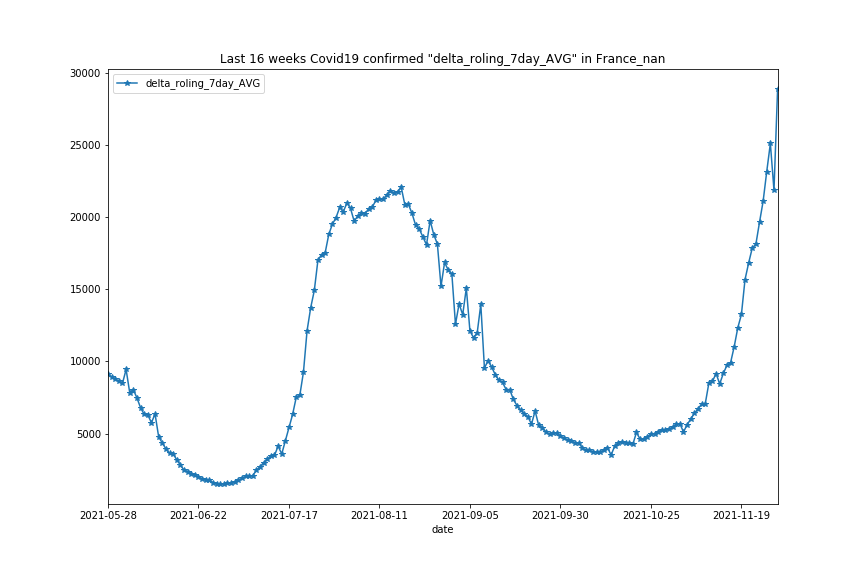 Last 16 weeks Covid19 confirmed "delta_roling_7day_AVG" in France_nan
delta_roling_7day_AVG
30000
25000
20000
15000
10000
5000
2021-05-28 2021-06-22 2021-07-17 2021-08-11 2021-09-05 2021-09-30 2021-10-25 2021-11-19
date